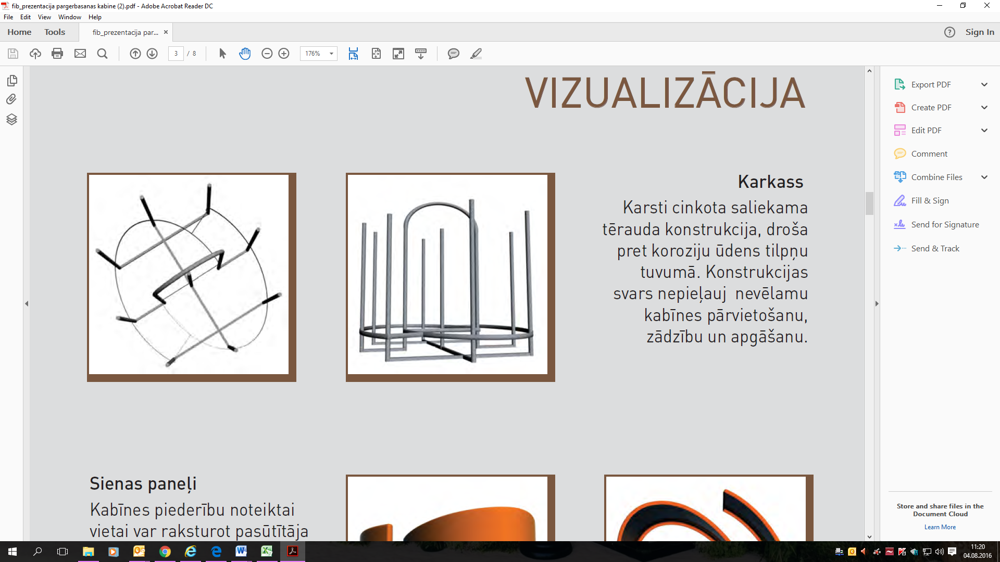 fib_prezentacija pargerbasanas kabine (2).pdf - Adobe Acrobat Reader DC
File Edit View Window Help
Home Tools fib_prezentacija par... Sign In
3 / 8 176%
VIZUALIZĀCIJA
Karkass
Karsti cinkota saliekama
tērauda konstrukcija, droša
pret koroziju ūdens tilpņu
tuvumā. Konstrukcijas
svars nepieļauj nevēlamu
kabīnes pārvietošanu,
zādzību un apgāšanu.
Sienas paneļi
Kabīnes piederību noteiktai
vietai var raksturot pasūtītāja
Export PDF
Create PDF
Edit PDF
Comment
Combine Files
Fill & Sign
Send for Signature
Send & Track
Store and share files in the
Document Cloud
Learn More
11:20
04.08.2016